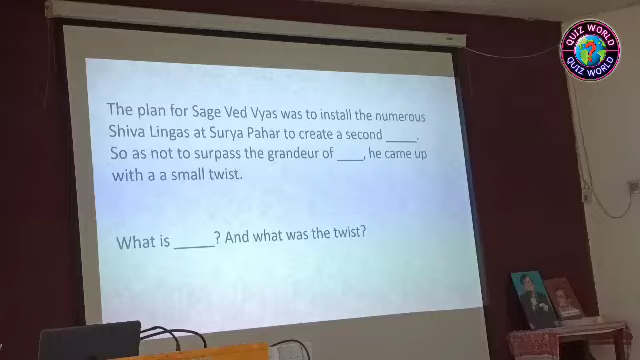 QUIZ WORLD
QUIZ WORLD
The plan for Sage Ved Vyas was to install the numerous
Shiva Lingas at Surya Pahar to create a second _____.
So as not to surpass the grandeur of ____, he came up
with a a small twist.
What is ______? And what was the twist?